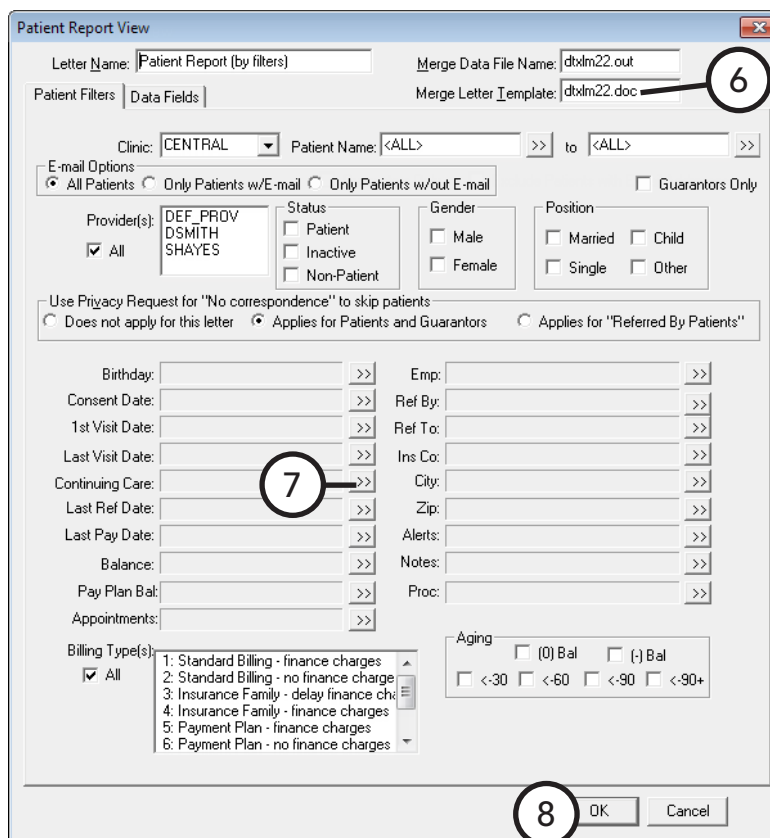 Patient Report View
Letter Name: Patient Report (by filters) Merge Data File Name: dtxlm22.out
Merge Letter Template: dtxlm22.doc 6
Patient Filters Data Fields
Clinic: CENTRAL Patient Name: <ALL> >> to <ALL> >>
E-mail Options
All Patients Only Patients w/E-mail Only Patients w/out E-mail Guarantors Only
Provider(s): DEF_PROV Status Gender Position
All DSMITH Patient Male Married Child
SHAYES Inactive Female Single Other
Non-Patient
Use Privacy Request for "No correspondence" to skip patients
Does not apply for this letter Applies for Patients and Guarantors Applies for "Referred By Patients"
Birthday: >> Emp: >>
Consent Date: >> Ref By: >>
1st Visit Date: >> Ref To: >>
Last Visit Date: >> Ins Co: >>
Continuing Care: 7 >> City: >>
Last Ref Date: >> Zip: >>
Last Pay Date: >> Alerts: >>
Balance: >> Notes: >>
Pay Plan Bal: >> Proc: >>
Appointments: >>
Billing Type(s): 1: Standard Billing - finance charges Aging
All 2: Standard Billing - no finance charge (0) Bal (-) Bal
3: Insurance Family - delay finance cha <-30 <-60 <-90 <-90+
4: Insurance Family - finance charges
5: Payment Plan - finance charges
6: Payment Plan - no finance charges
8 OK Cancel